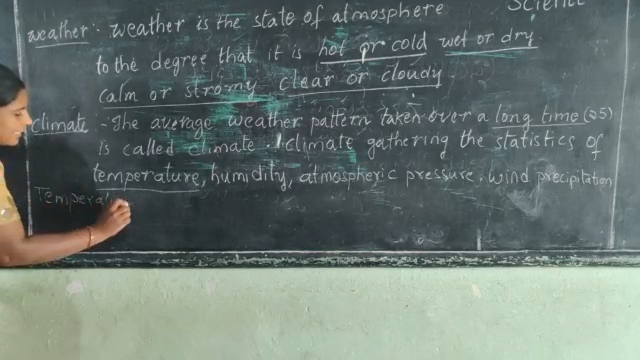 Science
weather:- weather is the state of atmosphere
to the degree that it is hot or cold wet or dry
calm or stromy clear or cloudy.
Climate :- The average weather pattern taken over a long time (25)
is called climate. climate gathering the statistics of
temperature, humidity, atmospheric pressure. wind precipitation
Temperat